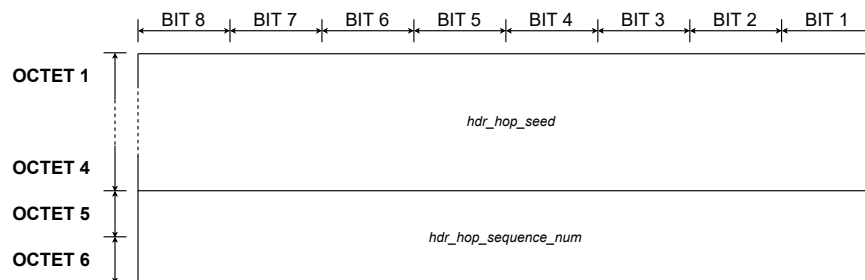 BIT 8 BIT 7 BIT 6 BIT 5 BIT 4 BIT 3 BIT 2 BIT 1
OCTET 1
hdr_hop_seed
OCTET 4
OCTET 5
hdr_hop_sequence_num
OCTET 6